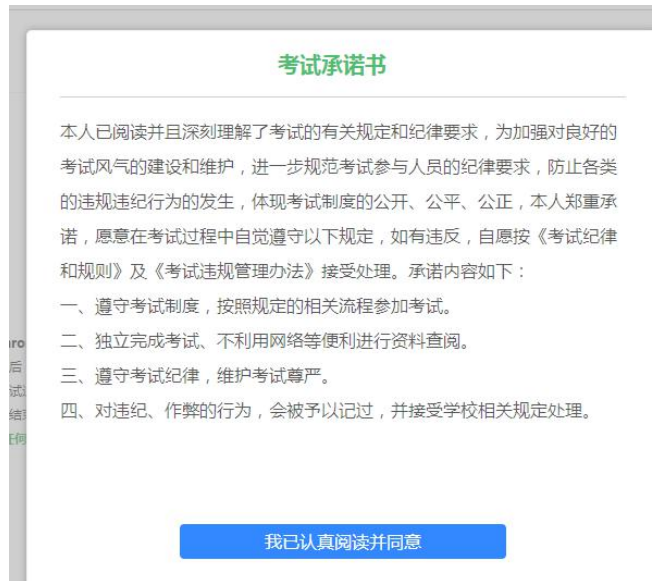 考试承诺书
本人已阅读并且深刻理解了考试的有关规定和纪律要求，为加强对良好的
考试风气的建设和维护，进一步规范考试参与人员的纪律要求，防止各类
的违规违纪行为的发生，体现考试制度的公开、公平、公正，本人郑重承
诺，愿意在考试过程中自觉遵守以下规定，如有违反，自愿按《考试纪律
和规则》及《考试违规管理办法》接受处理。承诺内容如下：
一、遵守考试制度，按照规定的相关流程参加考试。
二、独立完成考试、不利用网络等便利进行资料查阅。
三、遵守考试纪律，维护考试尊严。
四、对违纪、作弊的行为，会被予以记过，并接受学校相关规定处理。
iro
后
试
结
任何
我已认真阅读并同意